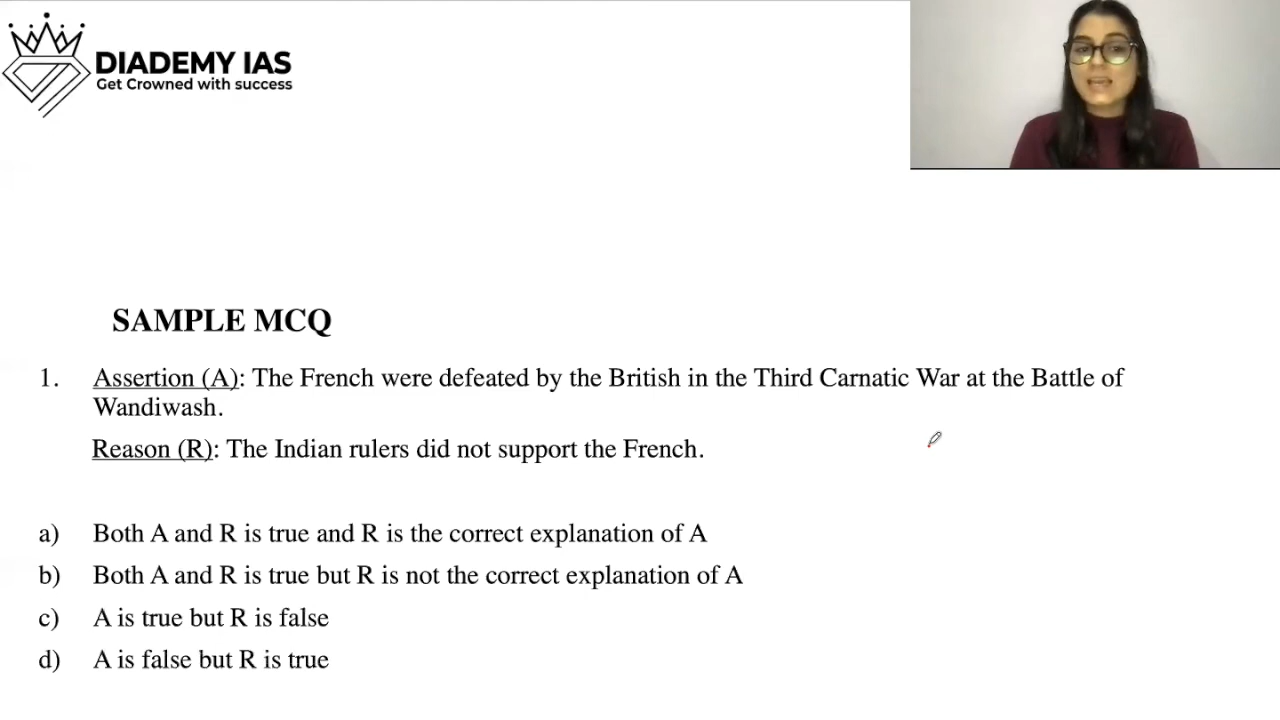 DIADEMY IAS
Get Crowned with success
SAMPLE MCQ
1. Assertion (A): The French were defeated by the British in the Third Carnatic War at the Battle of
Wandiwash.
Reason (R): The Indian rulers did not support the French.
a) Both A and R is true and R is the correct explanation of A
b) Both A and R is true but R is not the correct explanation of A
c) A is true but R is false
d) A is false but R is true